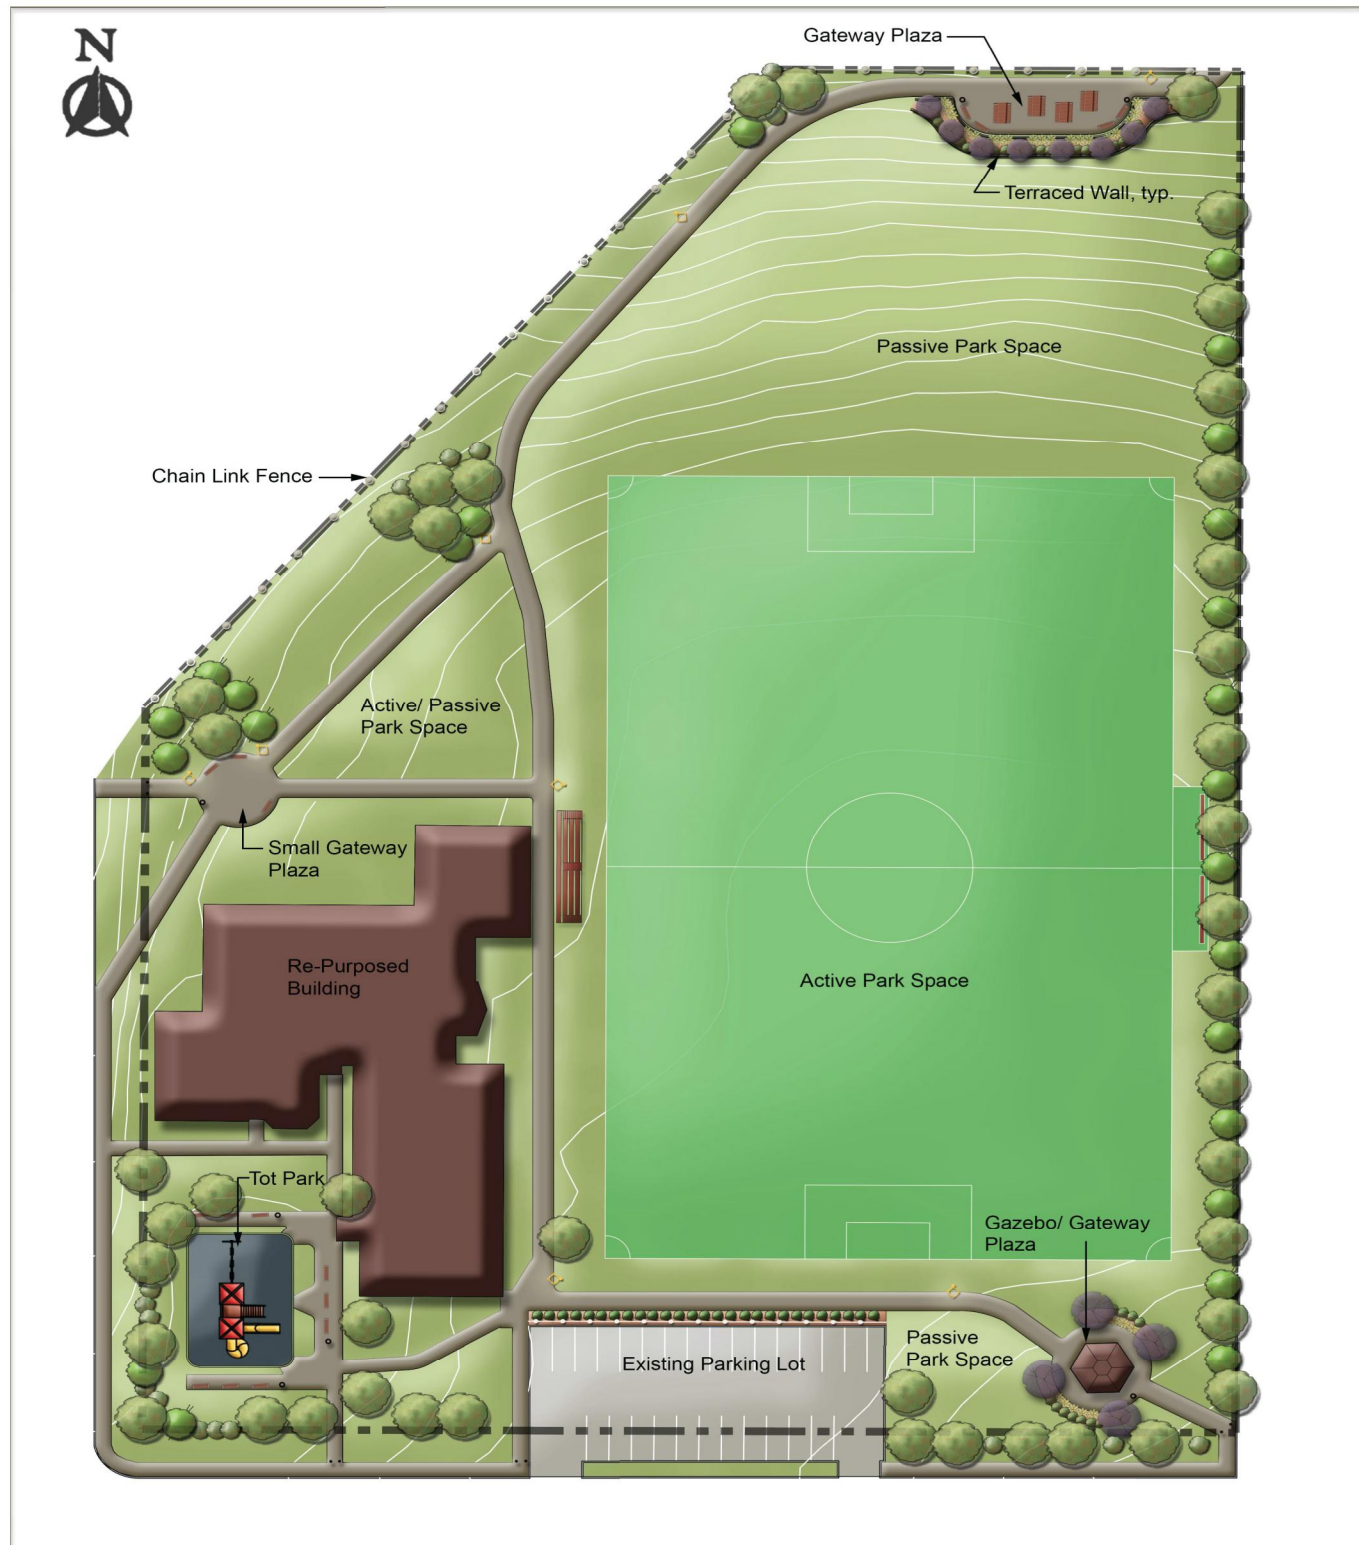 N
Gateway Plaza
Terraced Wall, typ.
Passive Park Space
Chain Link Fence
Active/ Passive
Park Space
Small Gateway
Plaza
Re-Purposed
Building
Active Park Space
Tot Park
Gazebo/ Gateway
Plaza
Passive
Park Space
Existing Parking Lot